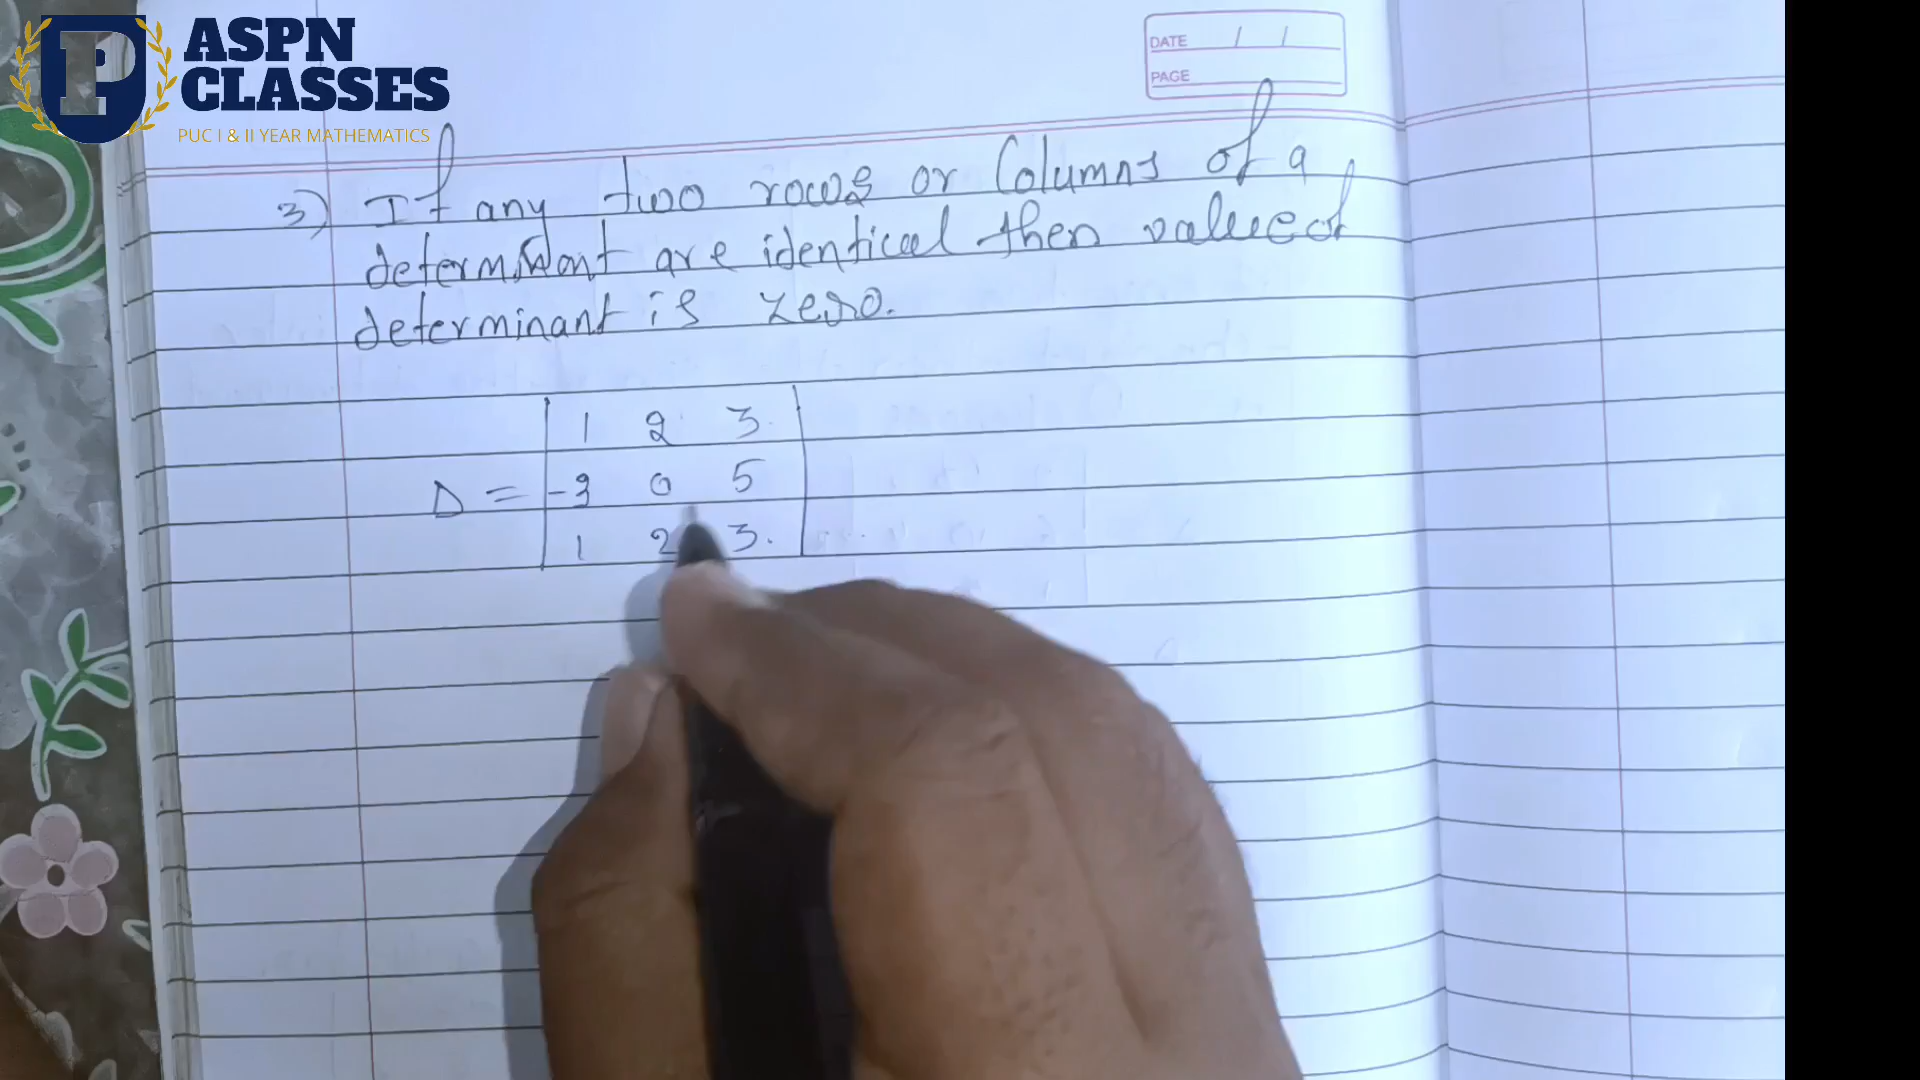 ASPN
CLASSES
PUC I & II YEAR MATHEMATICS
DATE / /
PAGE
3) If any two rows or Columns of a
determinant are identical then value of
determinant is zero.
1 2 3
Δ = -3 0 5
1 2 3